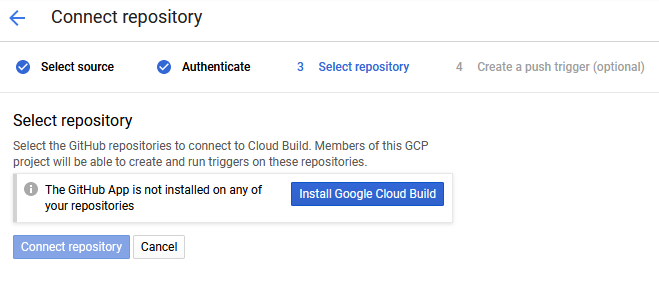 Connect repository
Select source
Authenticate
3 Select repository
4 Create a push trigger (optional)
Select repository
Select the GitHub repositories to connect to Cloud Build. Members of this GCP
project will be able to create and run triggers on these repositories.
The GitHub App is not installed on any of
your repositories
Install Google Cloud Build
Connect repository
Cancel